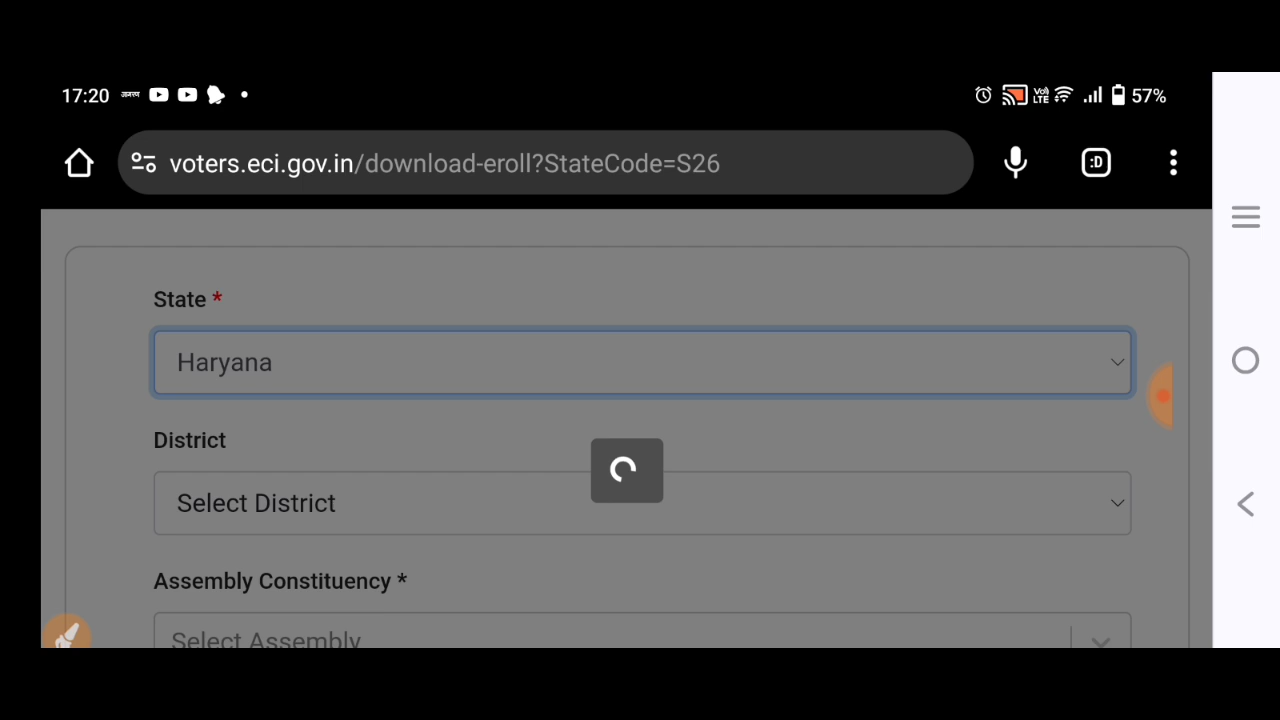 17:20
57%
voters.eci.gov.in/download-eroll?StateCode=S26
:D
State *
Haryana
District
Select District
Assembly Constituency *
Select Assembly